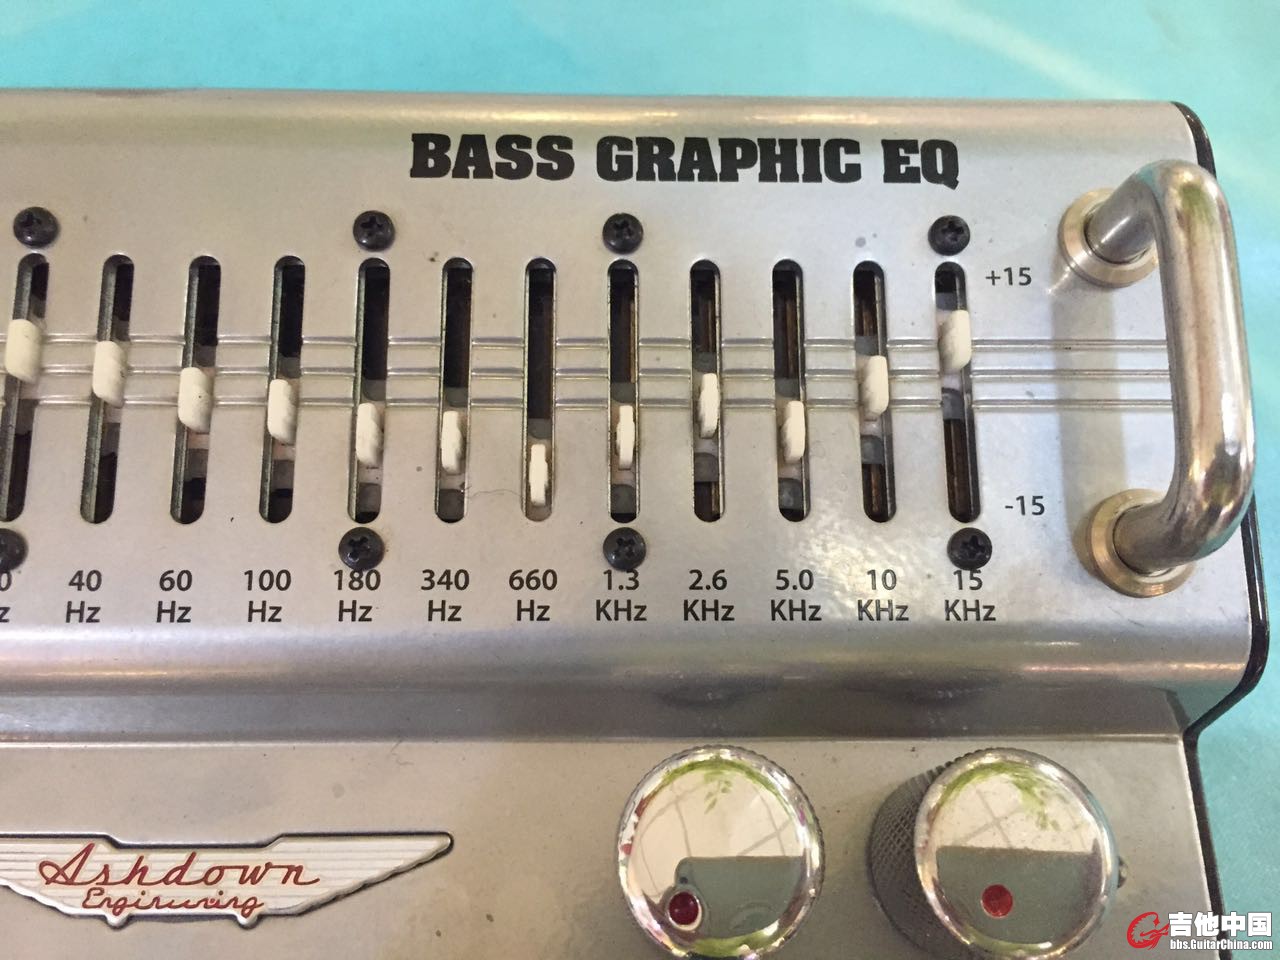 BASS GRAPHIC EQ
+15
-15
40 60 100 180 340 660 1.3 2.6 5.0 10 15
Hz Hz Hz Hz Hz Hz KHz KHz KHz KHz KHz
Ashdown
Engineering
吉他中国
bbs.GuitarChina.com